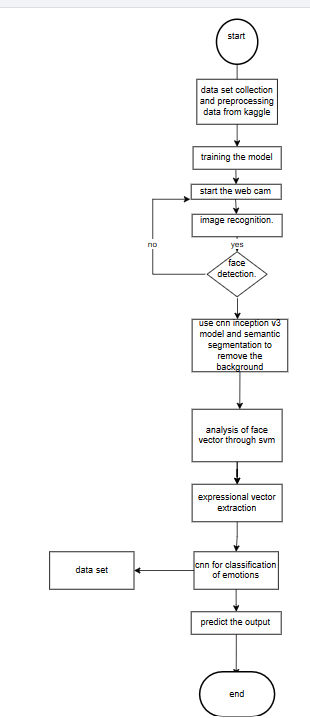 start
data set collection
and preprocessing
data from kaggle
training the model
start the web cam
image recognition.
no
yes
face
detection.
use cnn inception v3
model and semantic
segmentation to
remove the
background
analysis of face
vector through svm
expressional vector
extraction
cnn for classification
of emotions
data set
predict the output
end